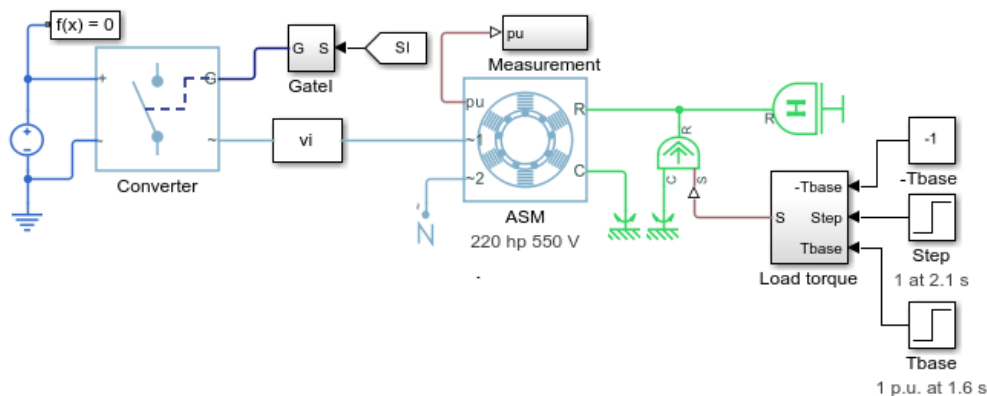 f(x) = 0
+
-
G
~
Converter
G S
GateI
SI
vi
pu
Measurement
pu
~1
~2
R
C
ASM
220 hp 550 V
~
N
R
C
S
R
H
-Tbase
Step
Tbase
S
Load torque
-1
-Tbase
Step
1 at 2.1 s
Tbase
1 p.u. at 1.6 s